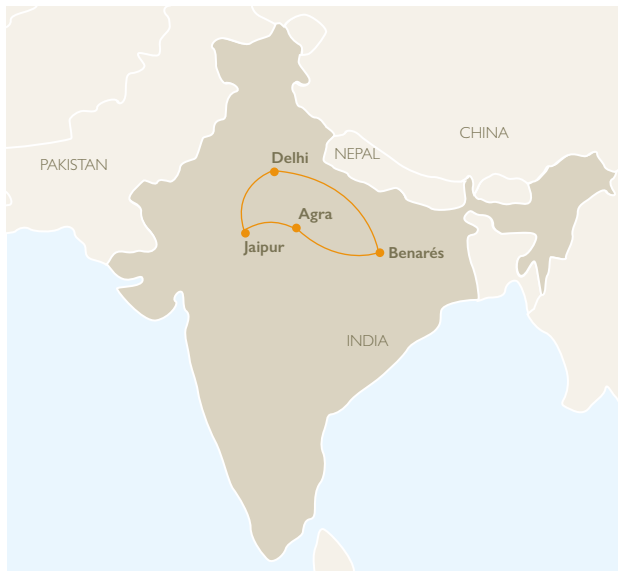 CHINA
NEPAL
Delhi
PAKISTAN
Agra
Jaipur
Benarés
INDIA